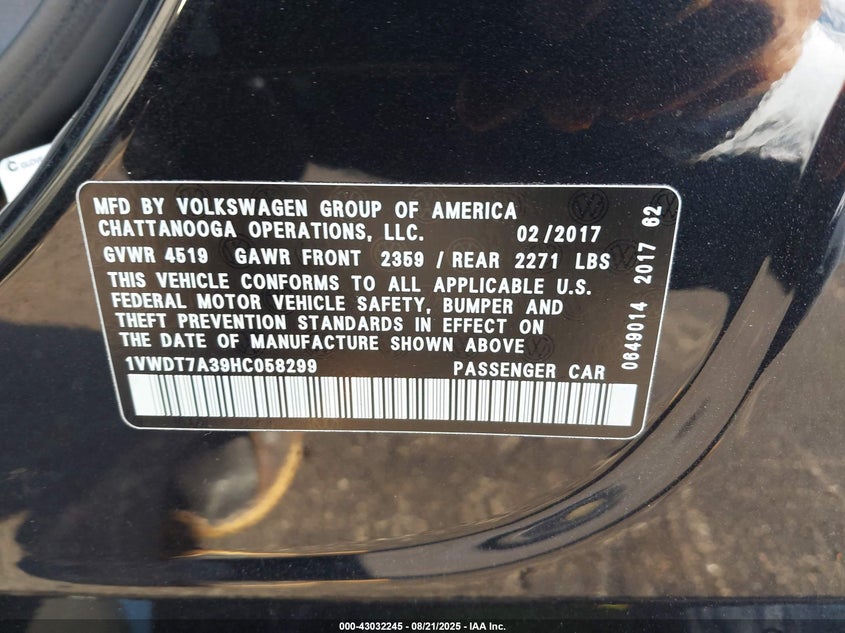 MFD BY VOLKSWAGEN GROUP OF AMERICA
CHATTANOOGA OPERATIONS, LLC. 02/2017
GVWR 4519 GAWR FRONT 2359 / REAR 2271 LBS
THIS VEHICLE CONFORMS TO ALL APPLICABLE U.S.
FEDERAL MOTOR VEHICLE SAFETY, BUMPER AND
THEFT PREVENTION STANDARDS IN EFFECT ON
THE DATE OF MANUFACTURE SHOWN ABOVE
1VWDT7A39HC058299 PASSENGER CAR
0649014 2017 62
000-43032245 - 08/21/2025 - IAA Inc.